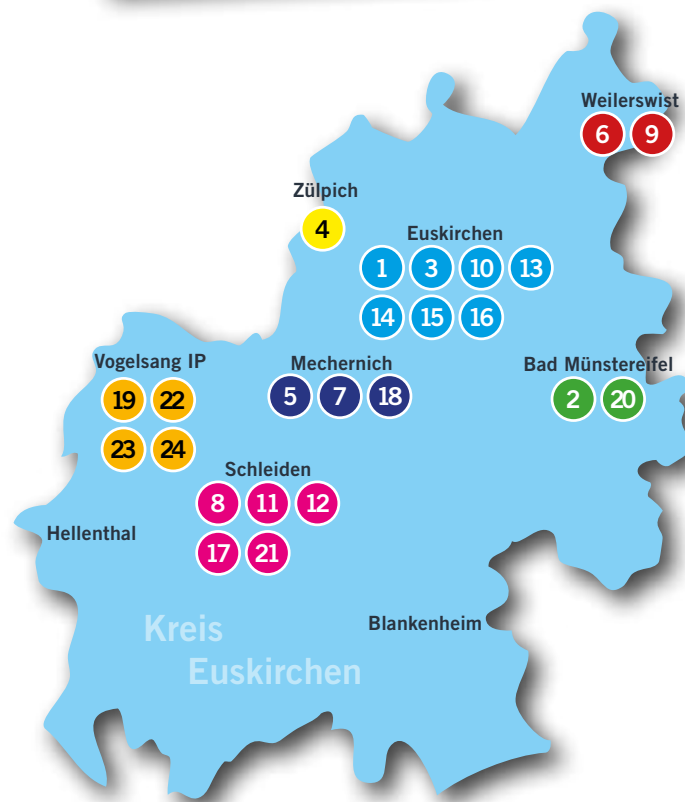 Weilerswist
6 9
Zülpich
4
Euskirchen
1 3 10 13
14 15 16
Vogelsang IP
19 22
23 24
Mechernich
5 7 18
Bad Münstereifel
2 20
Schleiden
8 11 12
17 21
Hellenthal
Blankenheim
Kreis
Euskirchen